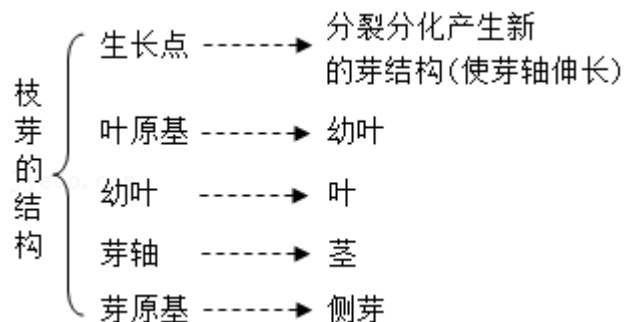 枝芽的结构
生长点 分裂分化产生新
的芽结构(使芽轴伸长)
叶原基 幼叶
幼叶 叶
芽轴 茎
芽原基 侧芽